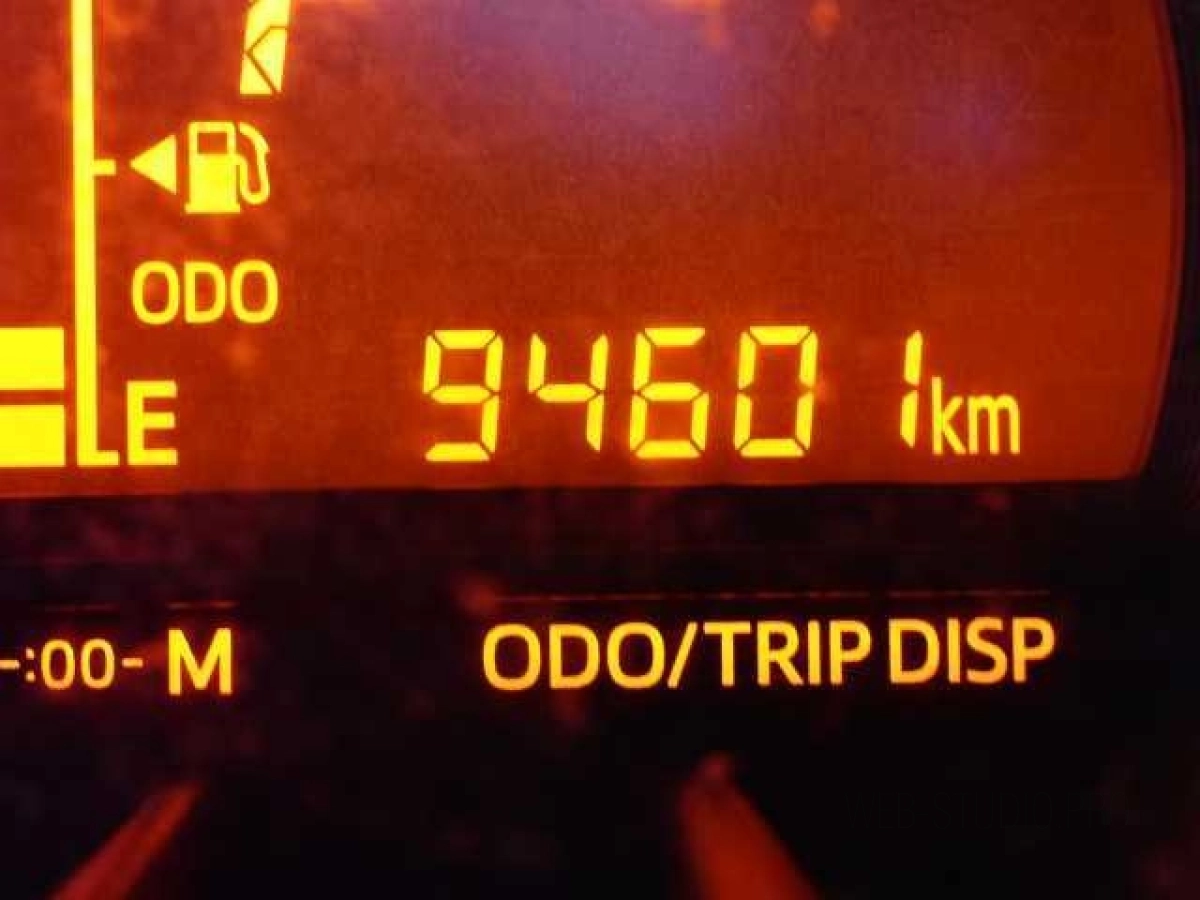 ODO
E 94601km
-:00- M ODO/TRIP DISP